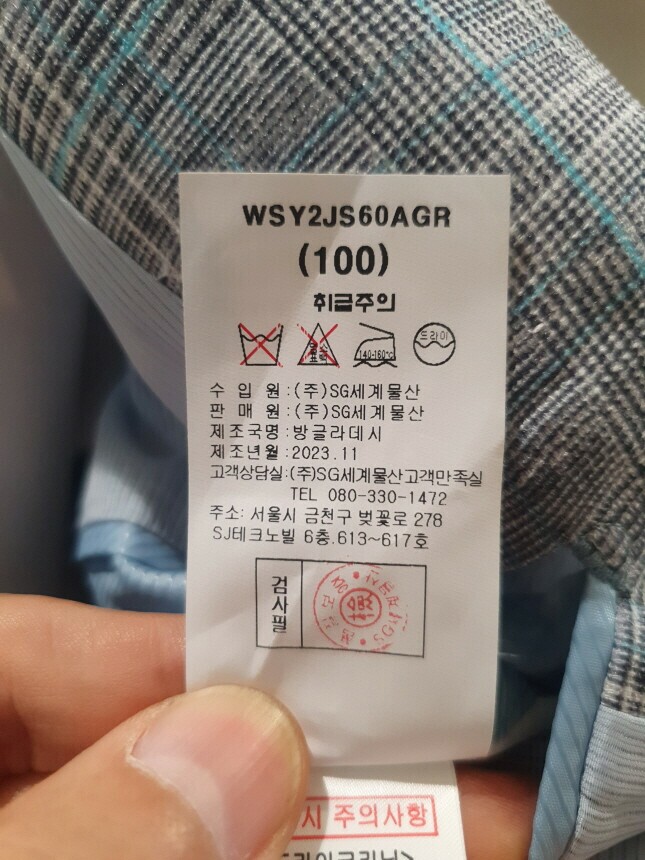 WSY2JS60AGR
(100)
취급주의
140~160℃
드라이
수 입 원:(주)SG세계물산
판 매 원:(주)SG세계물산
제조국명:방글라데시
제조년월:2023.11
고객상담실:(주)SG세계물산고객만족실
TEL 080-330-1472
주소: 서울시 금천구 벚꽃로 278
SJ테크노빌 6층.613~617호
검사필
시 주의사항